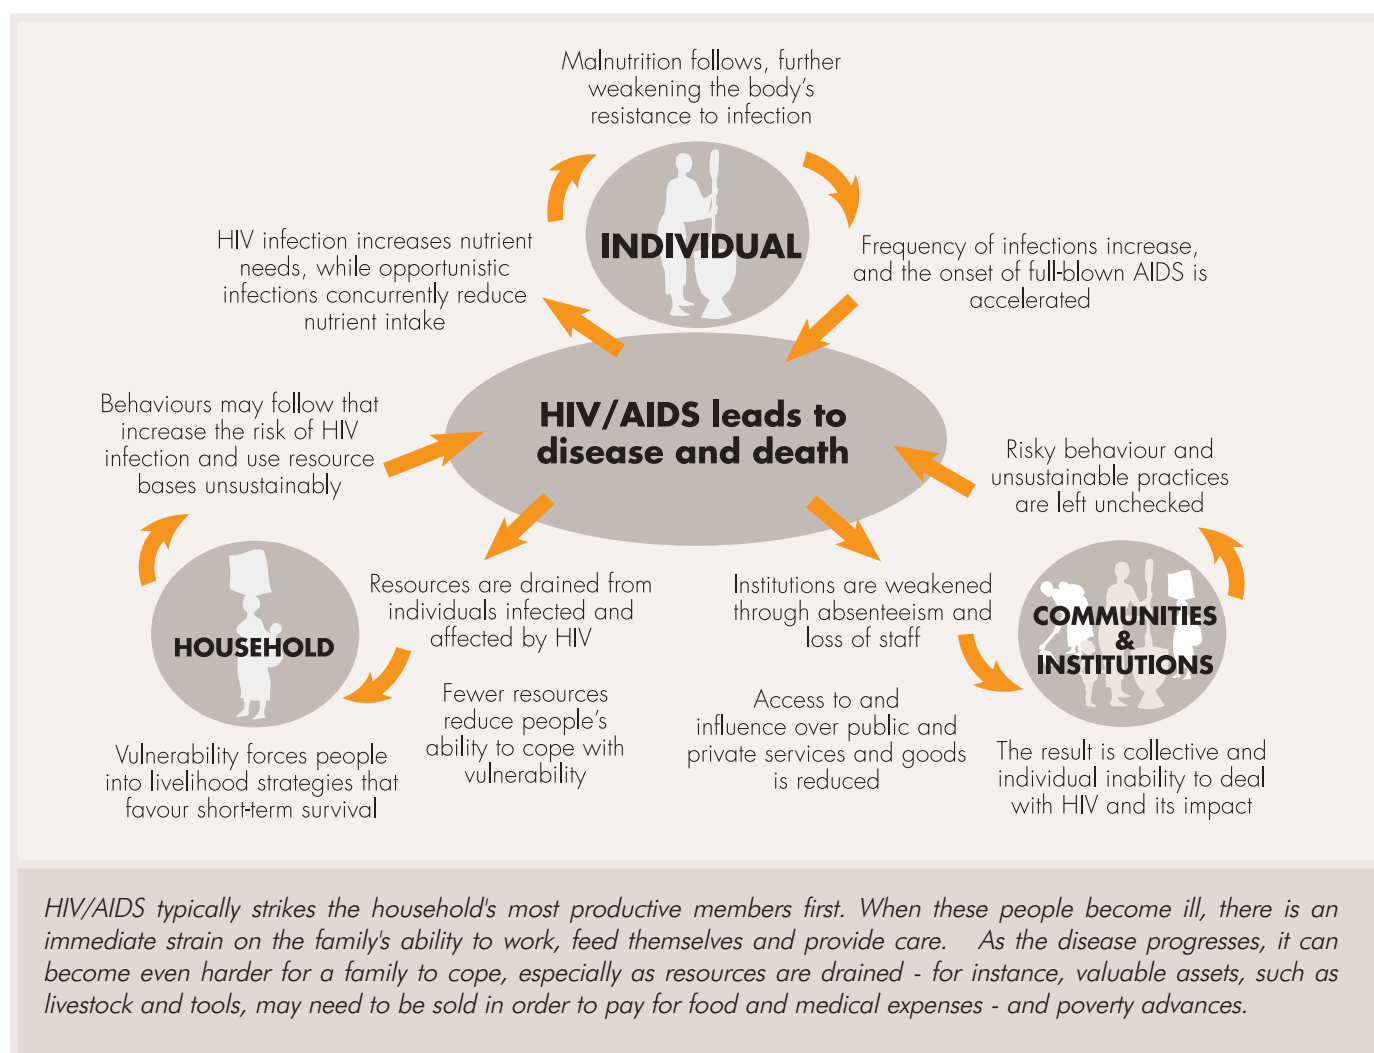 Malnutrition follows, further
weakening the body's
resistance to infection
INDIVIDUAL
HIV infection increases nutrient
needs, while opportunistic
infections concurrently reduce
nutrient intake
Frequency of infections increase,
and the onset of full-blown AIDS is
accelerated
HIV/AIDS leads to
disease and death
Behaviours may follow that
increase the risk of HIV
infection and use resource
bases unsustainably
Risky behaviour and
unsustainable practices
are left unchecked
HOUSEHOLD
Resources are drained from
individuals infected and
affected by HIV
Institutions are weakened
through absenteeism and
loss of staff
COMMUNITIES
&
INSTITUTIONS
Fewer resources
reduce people's
ability to cope with
vulnerability
Access to and
influence over public and
private services and goods
is reduced
Vulnerability forces people
into livelihood strategies that
favour short-term survival
The result is collective and
individual inability to deal
with HIV and its impact
HIV/AIDS typically strikes the household's most productive members first. When these people become ill, there is an
immediate strain on the family's ability to work, feed themselves and provide care. As the disease progresses, it can
become even harder for a family to cope, especially as resources are drained - for instance, valuable assets, such as
livestock and tools, may need to be sold in order to pay for food and medical expenses - and poverty advances.